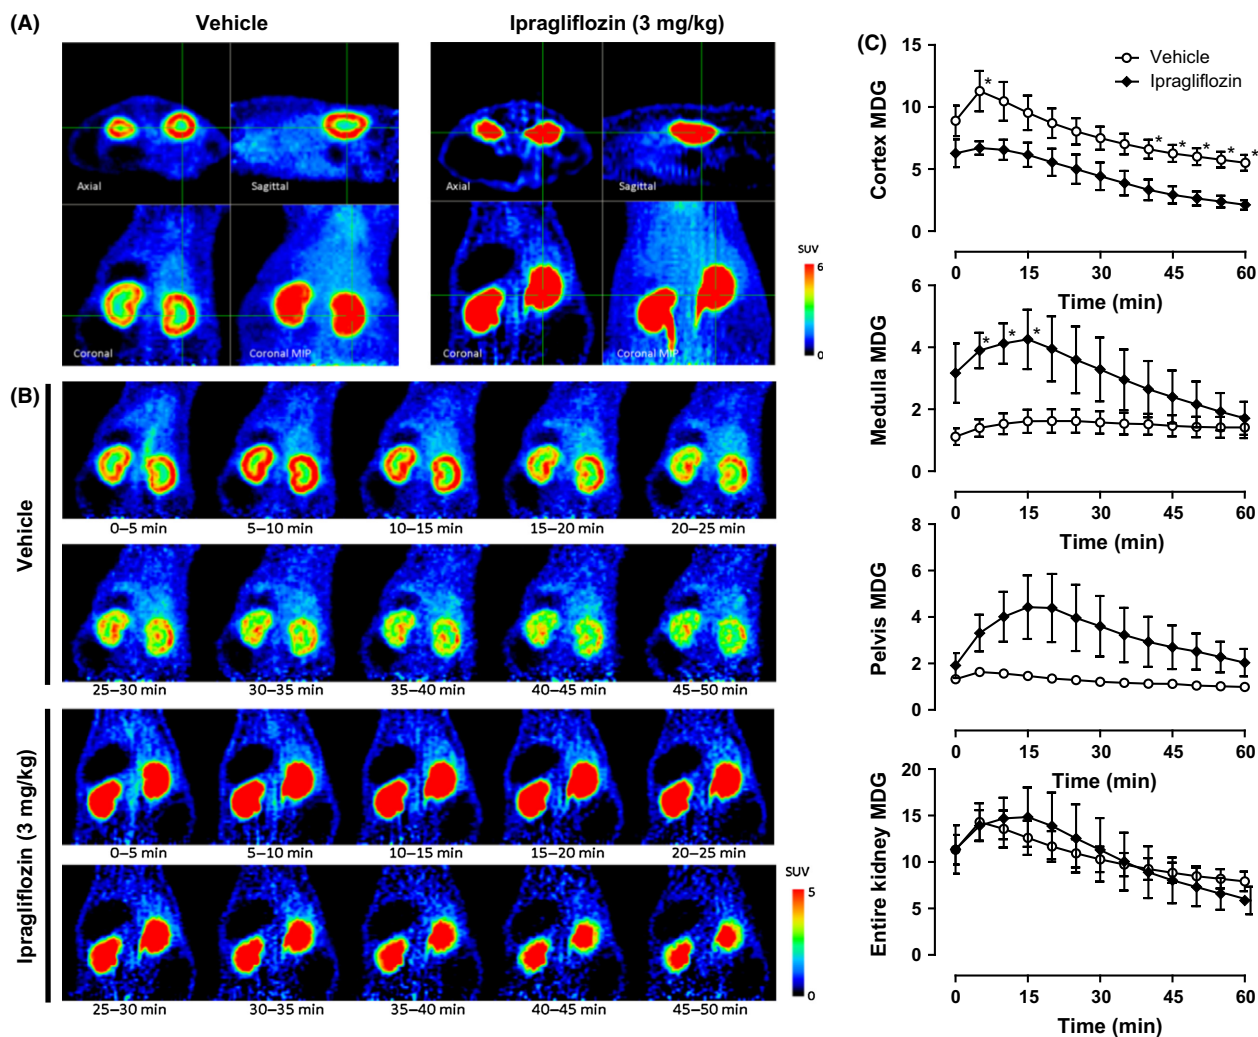 (A)
Vehicle
Ipragliflozin (3 mg/kg)
Axial
Sagittal
Coronal
Coronal MIP
Axial
Sagittal
Coronal
Coronal MIP
SUV
6
0
(B)
Vehicle
0–5 min
5–10 min
10–15 min
15–20 min
20–25 min
25–30 min
30–35 min
35–40 min
40–45 min
45–50 min
Ipragliflozin (3 mg/kg)
0–5 min
5–10 min
10–15 min
15–20 min
20–25 min
25–30 min
30–35 min
35–40 min
40–45 min
45–50 min
SUV
5
0
(C)
Vehicle
Ipragliflozin
Cortex MDG
15
10
5
0
* * * * * *
0 15 30 45 60
Time (min)
Medulla MDG
6
4
2
0
* * *
0 15 30 45 60
Time (min)
Pelvis MDG
8
6
4
2
0
0 15 30 45 60
Time (min)
Entire kidney MDG
20
15
10
5
0
0 15 30 45 60
Time (min)